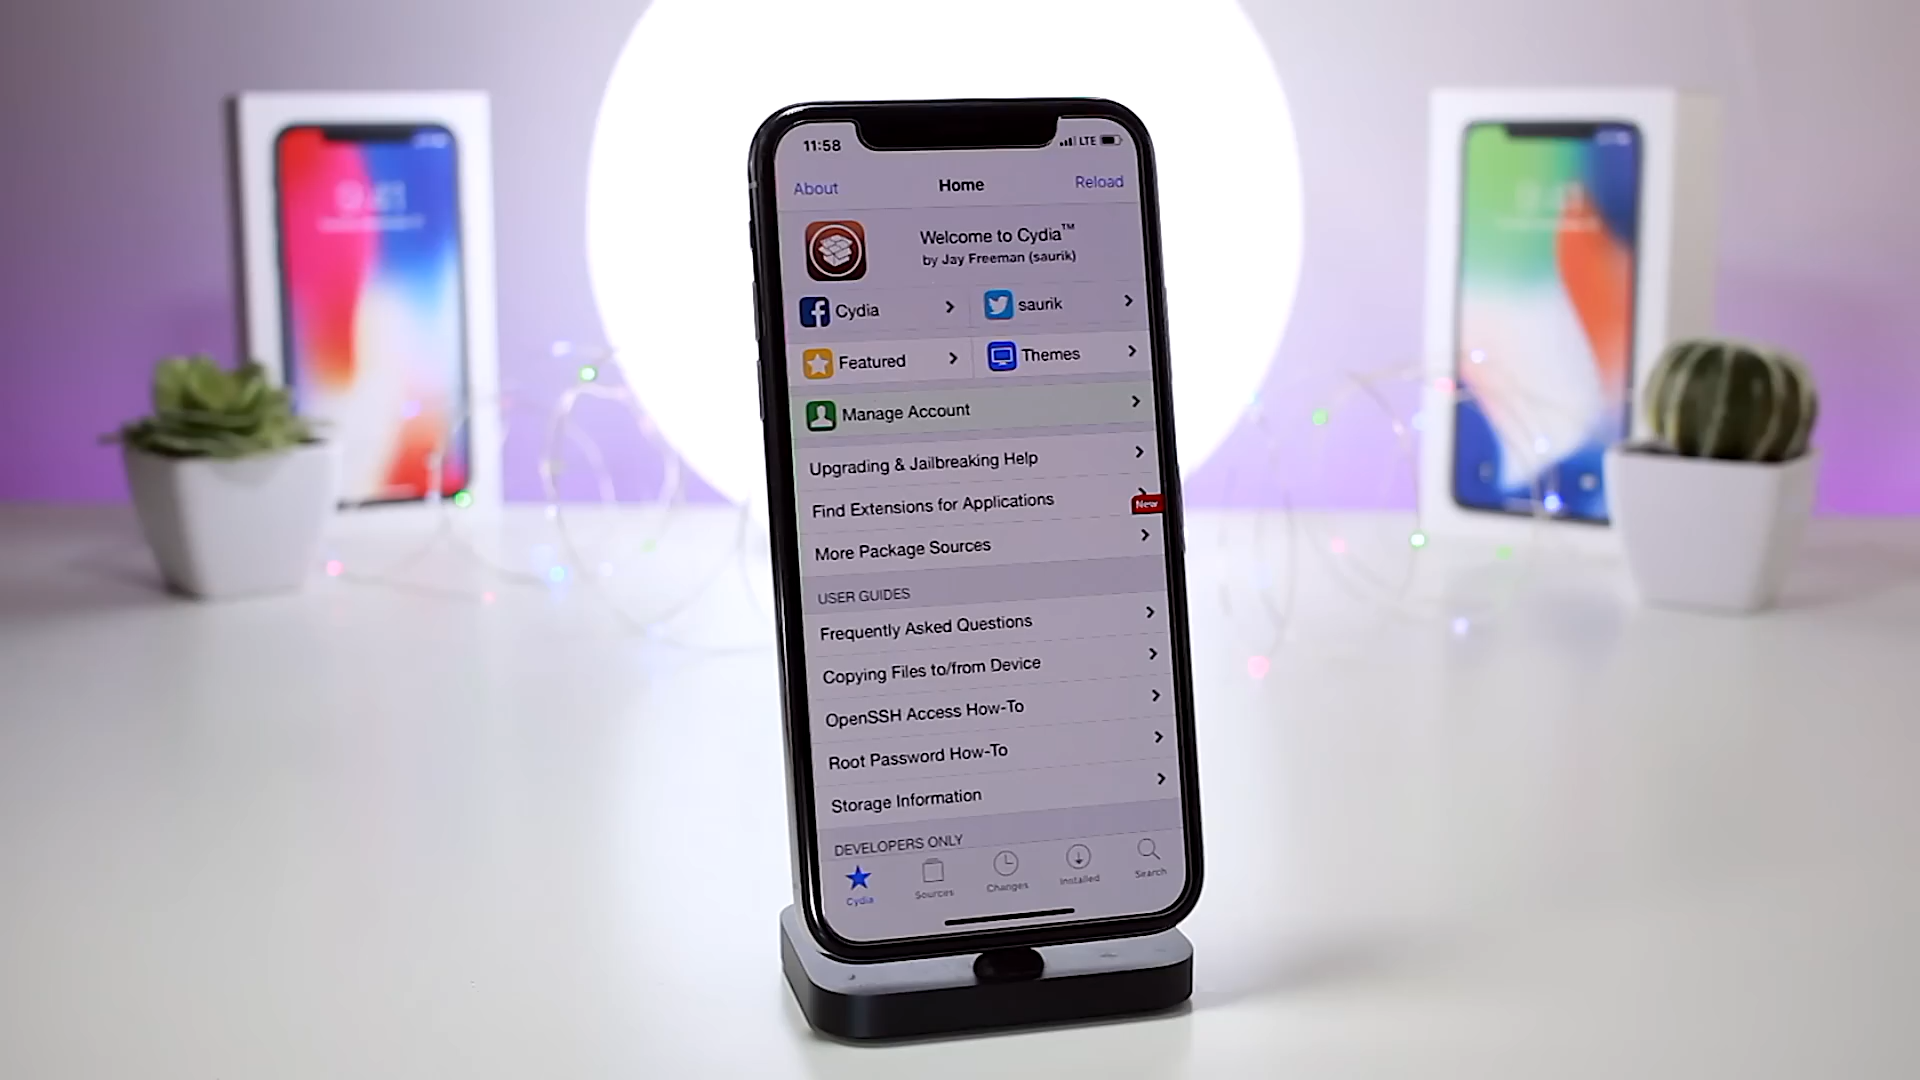 11:58
LTE
About
Home
Reload
Welcome to Cydia™
by Jay Freeman (saurik)
Cydia
saurik
Featured
Themes
Manage Account
Upgrading & Jailbreaking Help
Find Extensions for Applications
New
More Package Sources
USER GUIDES
Frequently Asked Questions
Copying Files to/from Device
OpenSSH Access How-To
Root Password How-To
Storage Information
DEVELOPERS ONLY
Cydia
Sources
Changes
Installed
Search